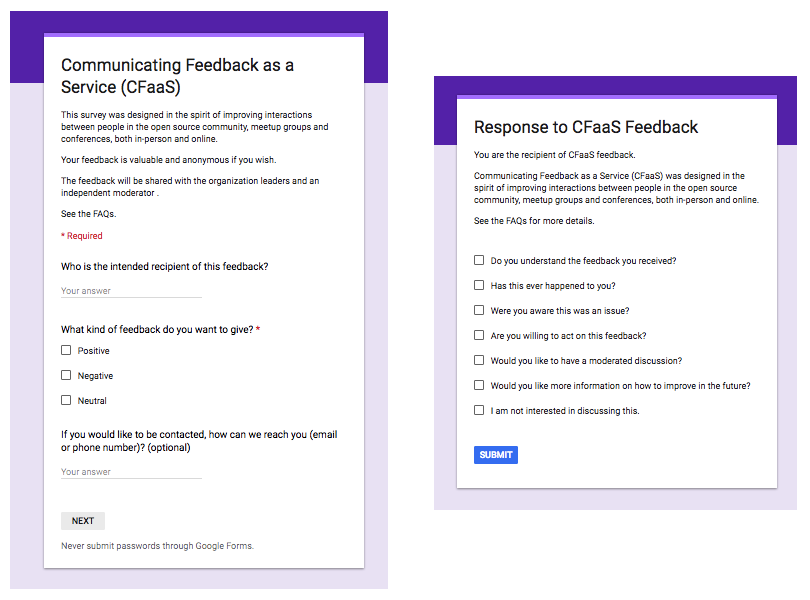 Communicating Feedback as a
Service (CFaaS)
This survey was designed in the spirit of improving interactions
between people in the open source community, meetup groups and
conferences, both in-person and online.
Your feedback is valuable and anonymous if you wish.
The feedback will be shared with the organization leaders and an
independent moderator .
See the FAQs.
* Required
Who is the intended recipient of this feedback?
Your answer
What kind of feedback do you want to give? *
Positive
Negative
Neutral
If you would like to be contacted, how can we reach you (email
or phone number)? (optional)
Your answer
NEXT
Never submit passwords through Google Forms.
Response to CFaaS Feedback
You are the recipient of CFaaS feedback.
Communicating Feedback as a Service (CFaaS) was designed in the
spirit of improving interactions between people in the open source
community, meetup groups and conferences, both in-person and online.
See the FAQs for more details.
Do you understand the feedback you received?
Has this ever happened to you?
Were you aware this was an issue?
Are you willing to act on this feedback?
Would you like to have a moderated discussion?
Would you like more information on how to improve in the future?
I am not interested in discussing this.
SUBMIT